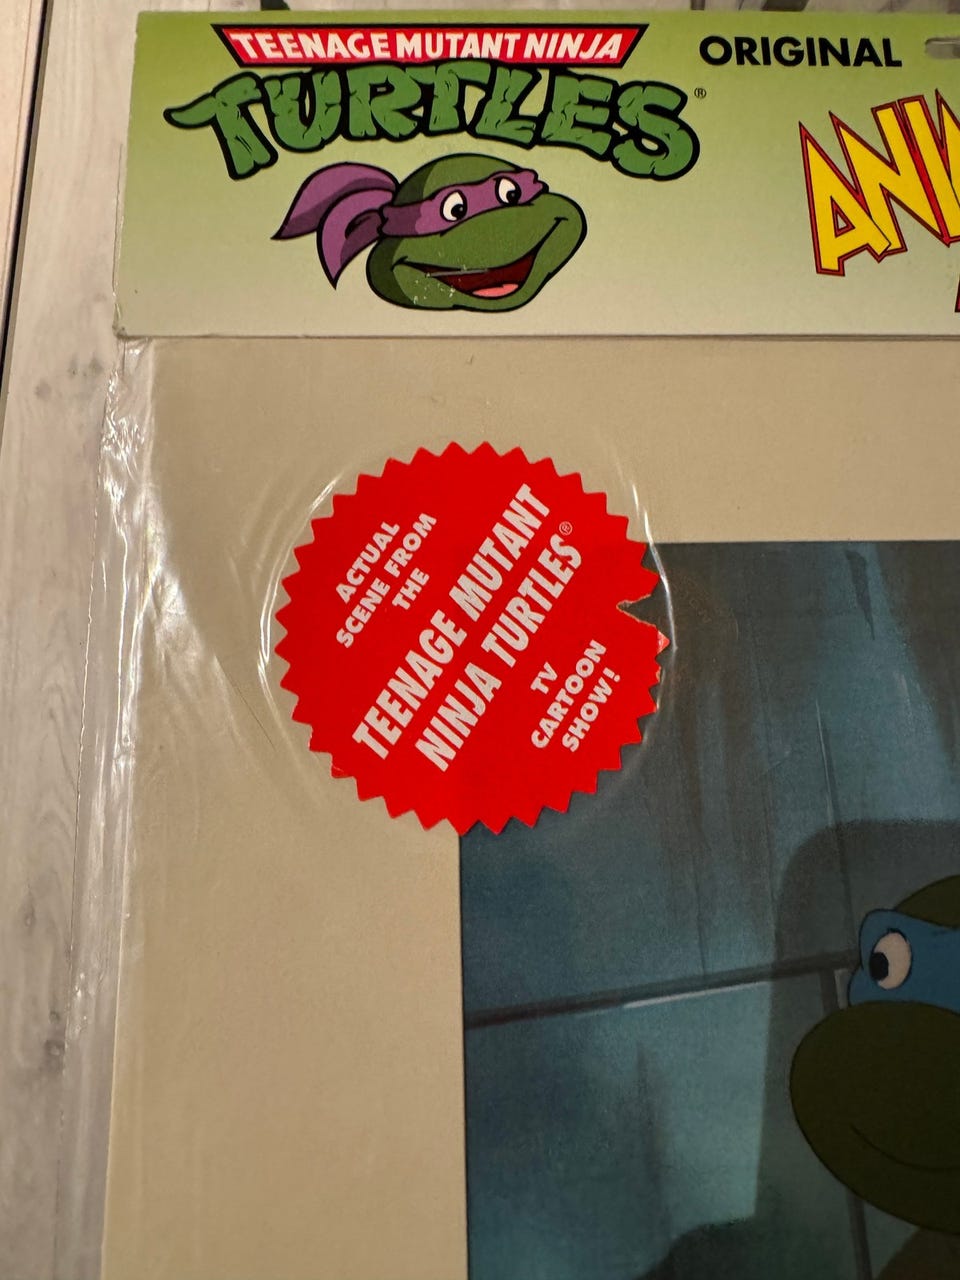 TEENAGE MUTANT NINJA
TURTLES®
ORIGINAL
ACTUAL
SCENE FROM
THE
TEENAGE MUTANT
NINJA TURTLES®
TV
CARTOON
SHOW!